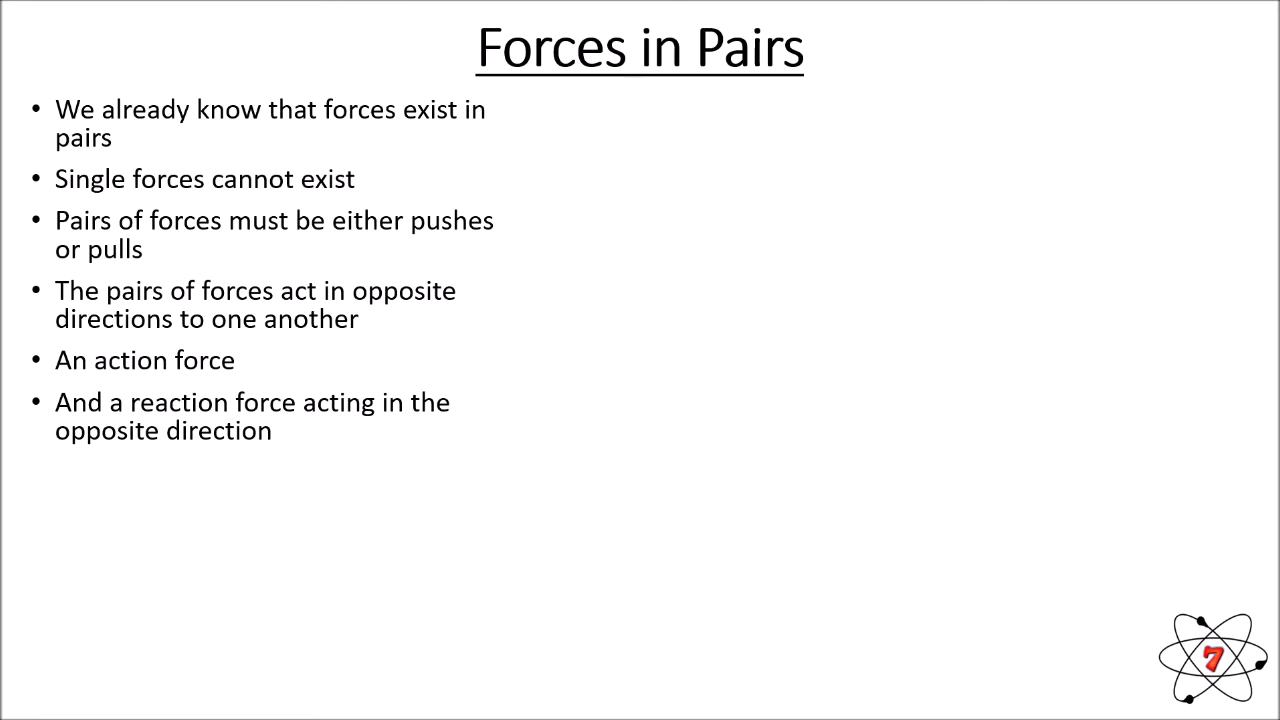 Forces in Pairs
• We already know that forces exist in
pairs
• Single forces cannot exist
• Pairs of forces must be either pushes
or pulls
• The pairs of forces act in opposite
directions to one another
• An action force
• And a reaction force acting in the
opposite direction
7